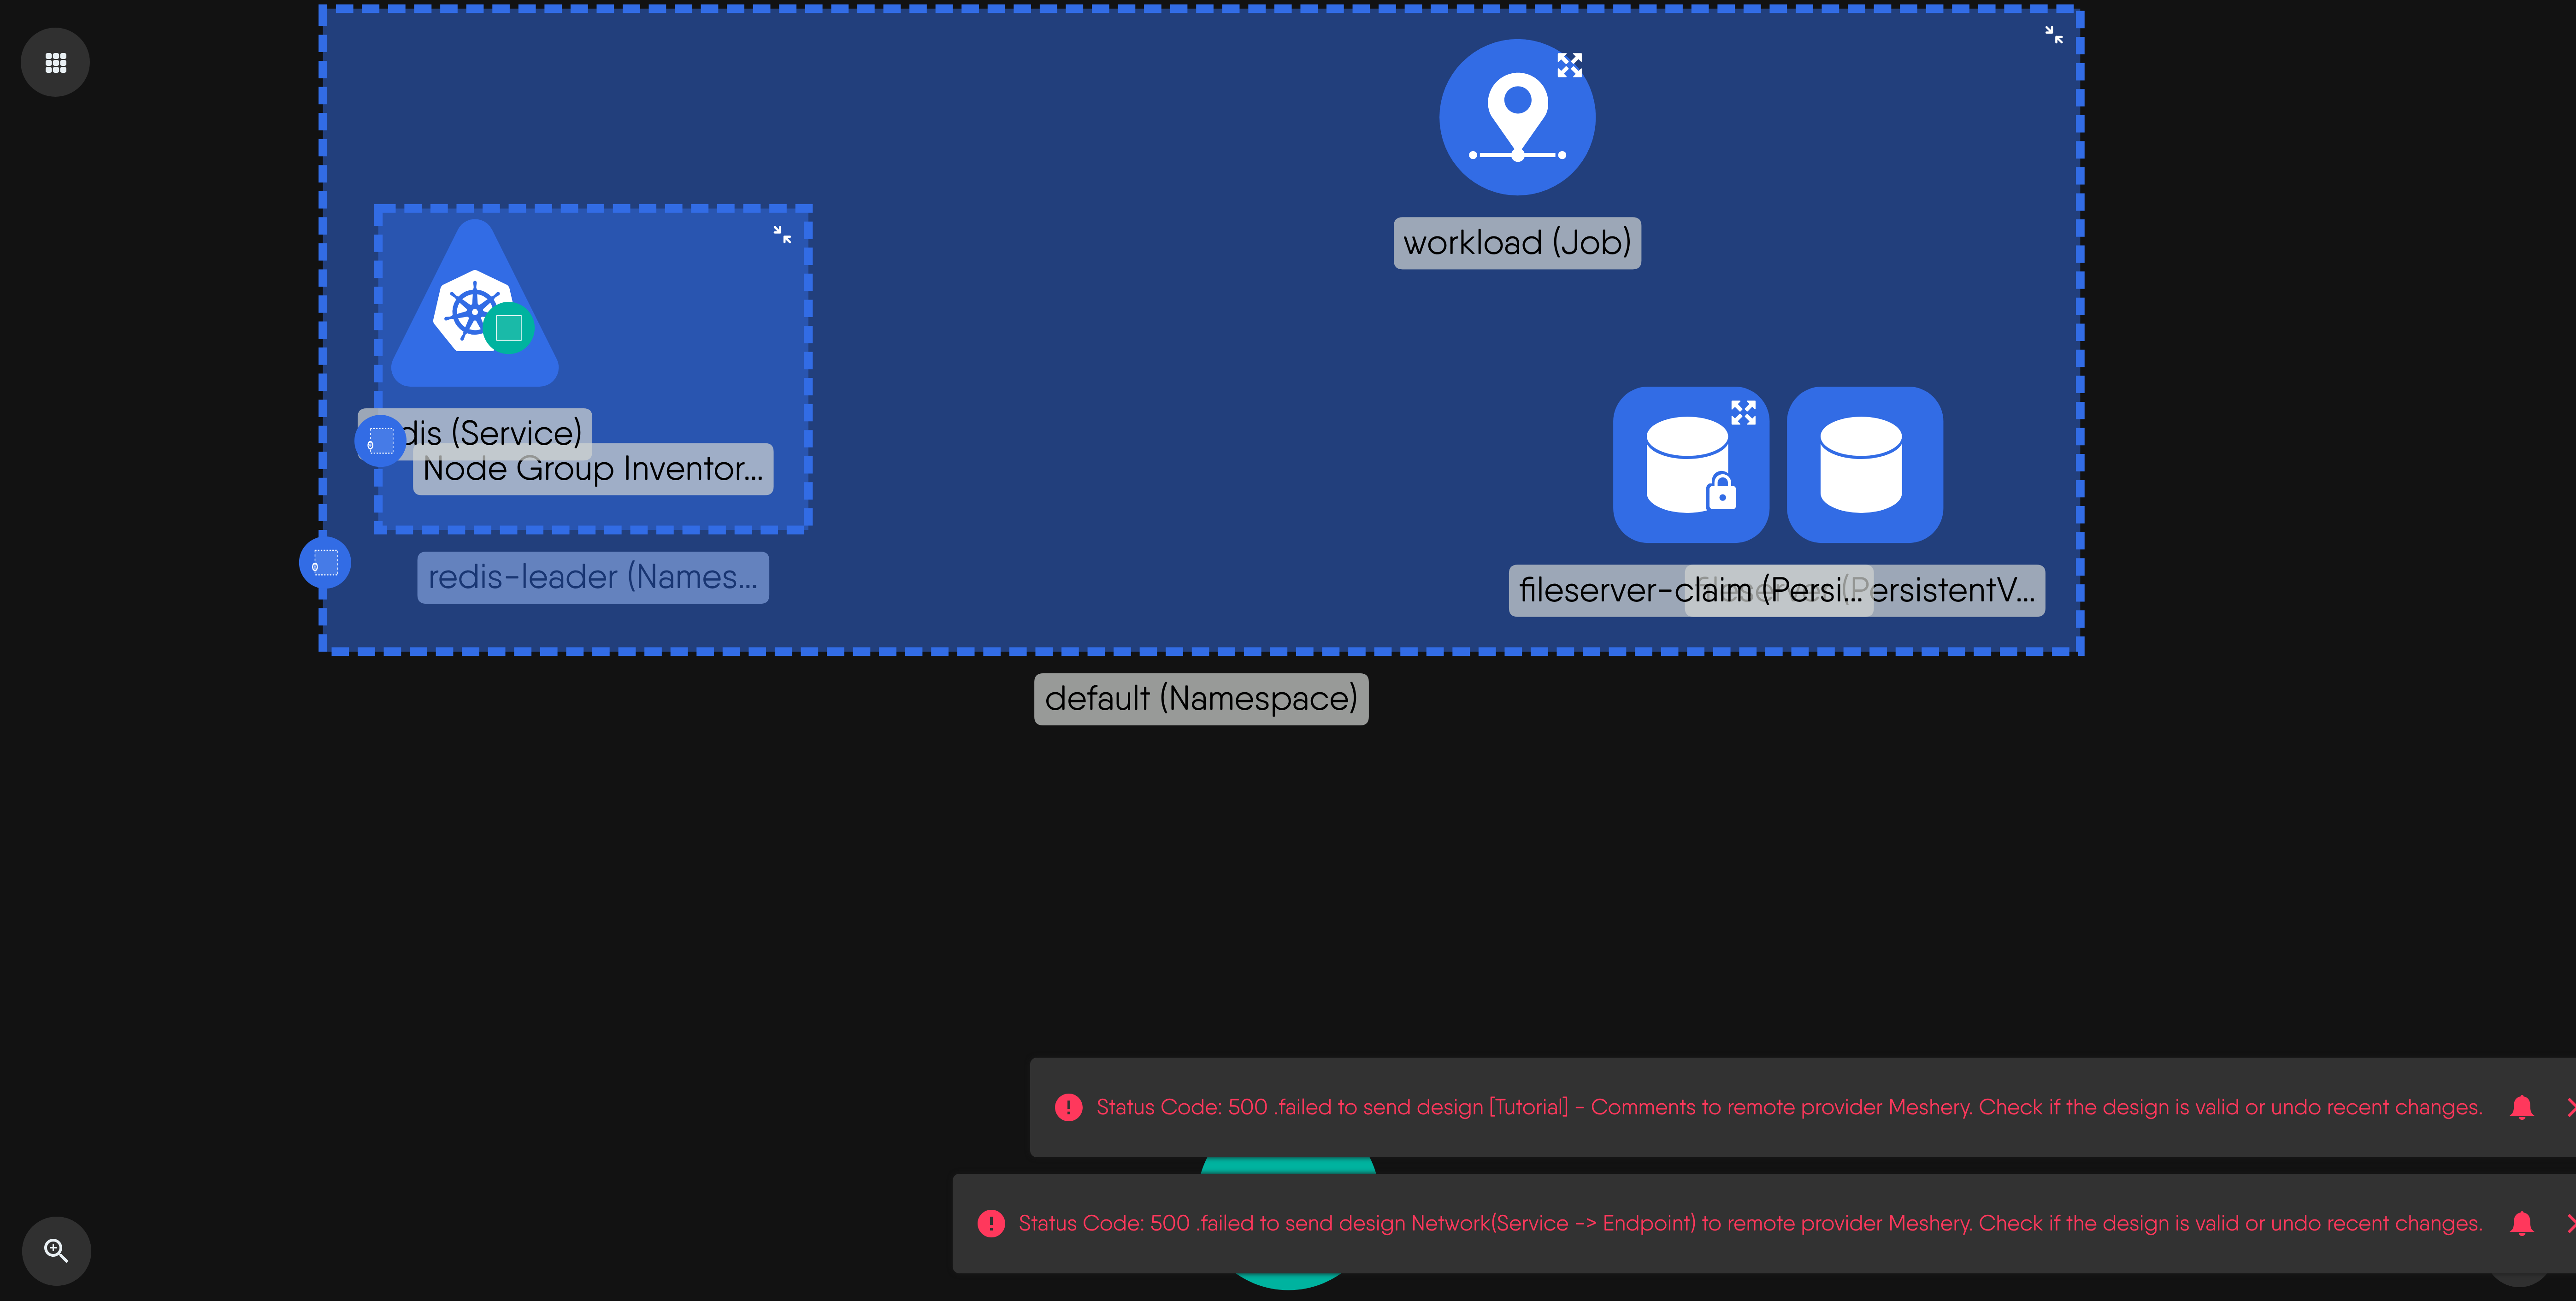 workload (Job)
dis (Service)
Node Group Inventor...
redis-leader (Names...
fileserver-claim (Persi...
(PersistentV...
default (Namespace)
Status Code: 500 .failed to send design [Tutorial] - Comments to remote provider Meshery. Check if the design is valid or undo recent changes.
Status Code: 500 .failed to send design Network(Service -> Endpoint) to remote provider Meshery. Check if the design is valid or undo recent changes.